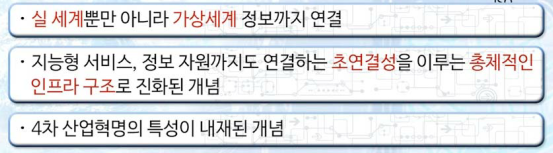 · 실 세계뿐만 아니라 가상세계 정보까지 연결
· 지능형 서비스, 정보 자원까지도 연결하는 초연결성을 이루는 총체적인
인프라 구조로 진화된 개념
· 4차 산업혁명의 특성이 내재된 개념